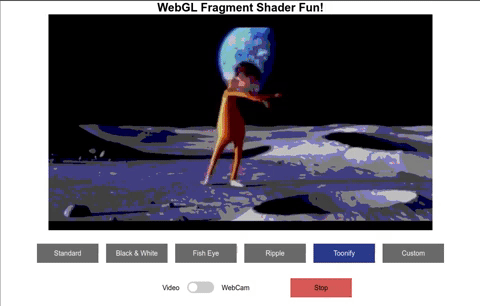 WebGL Fragment Shader Fun!
Standard Black & White Fish Eye Ripple Toonify Custom
Video WebCam Stop